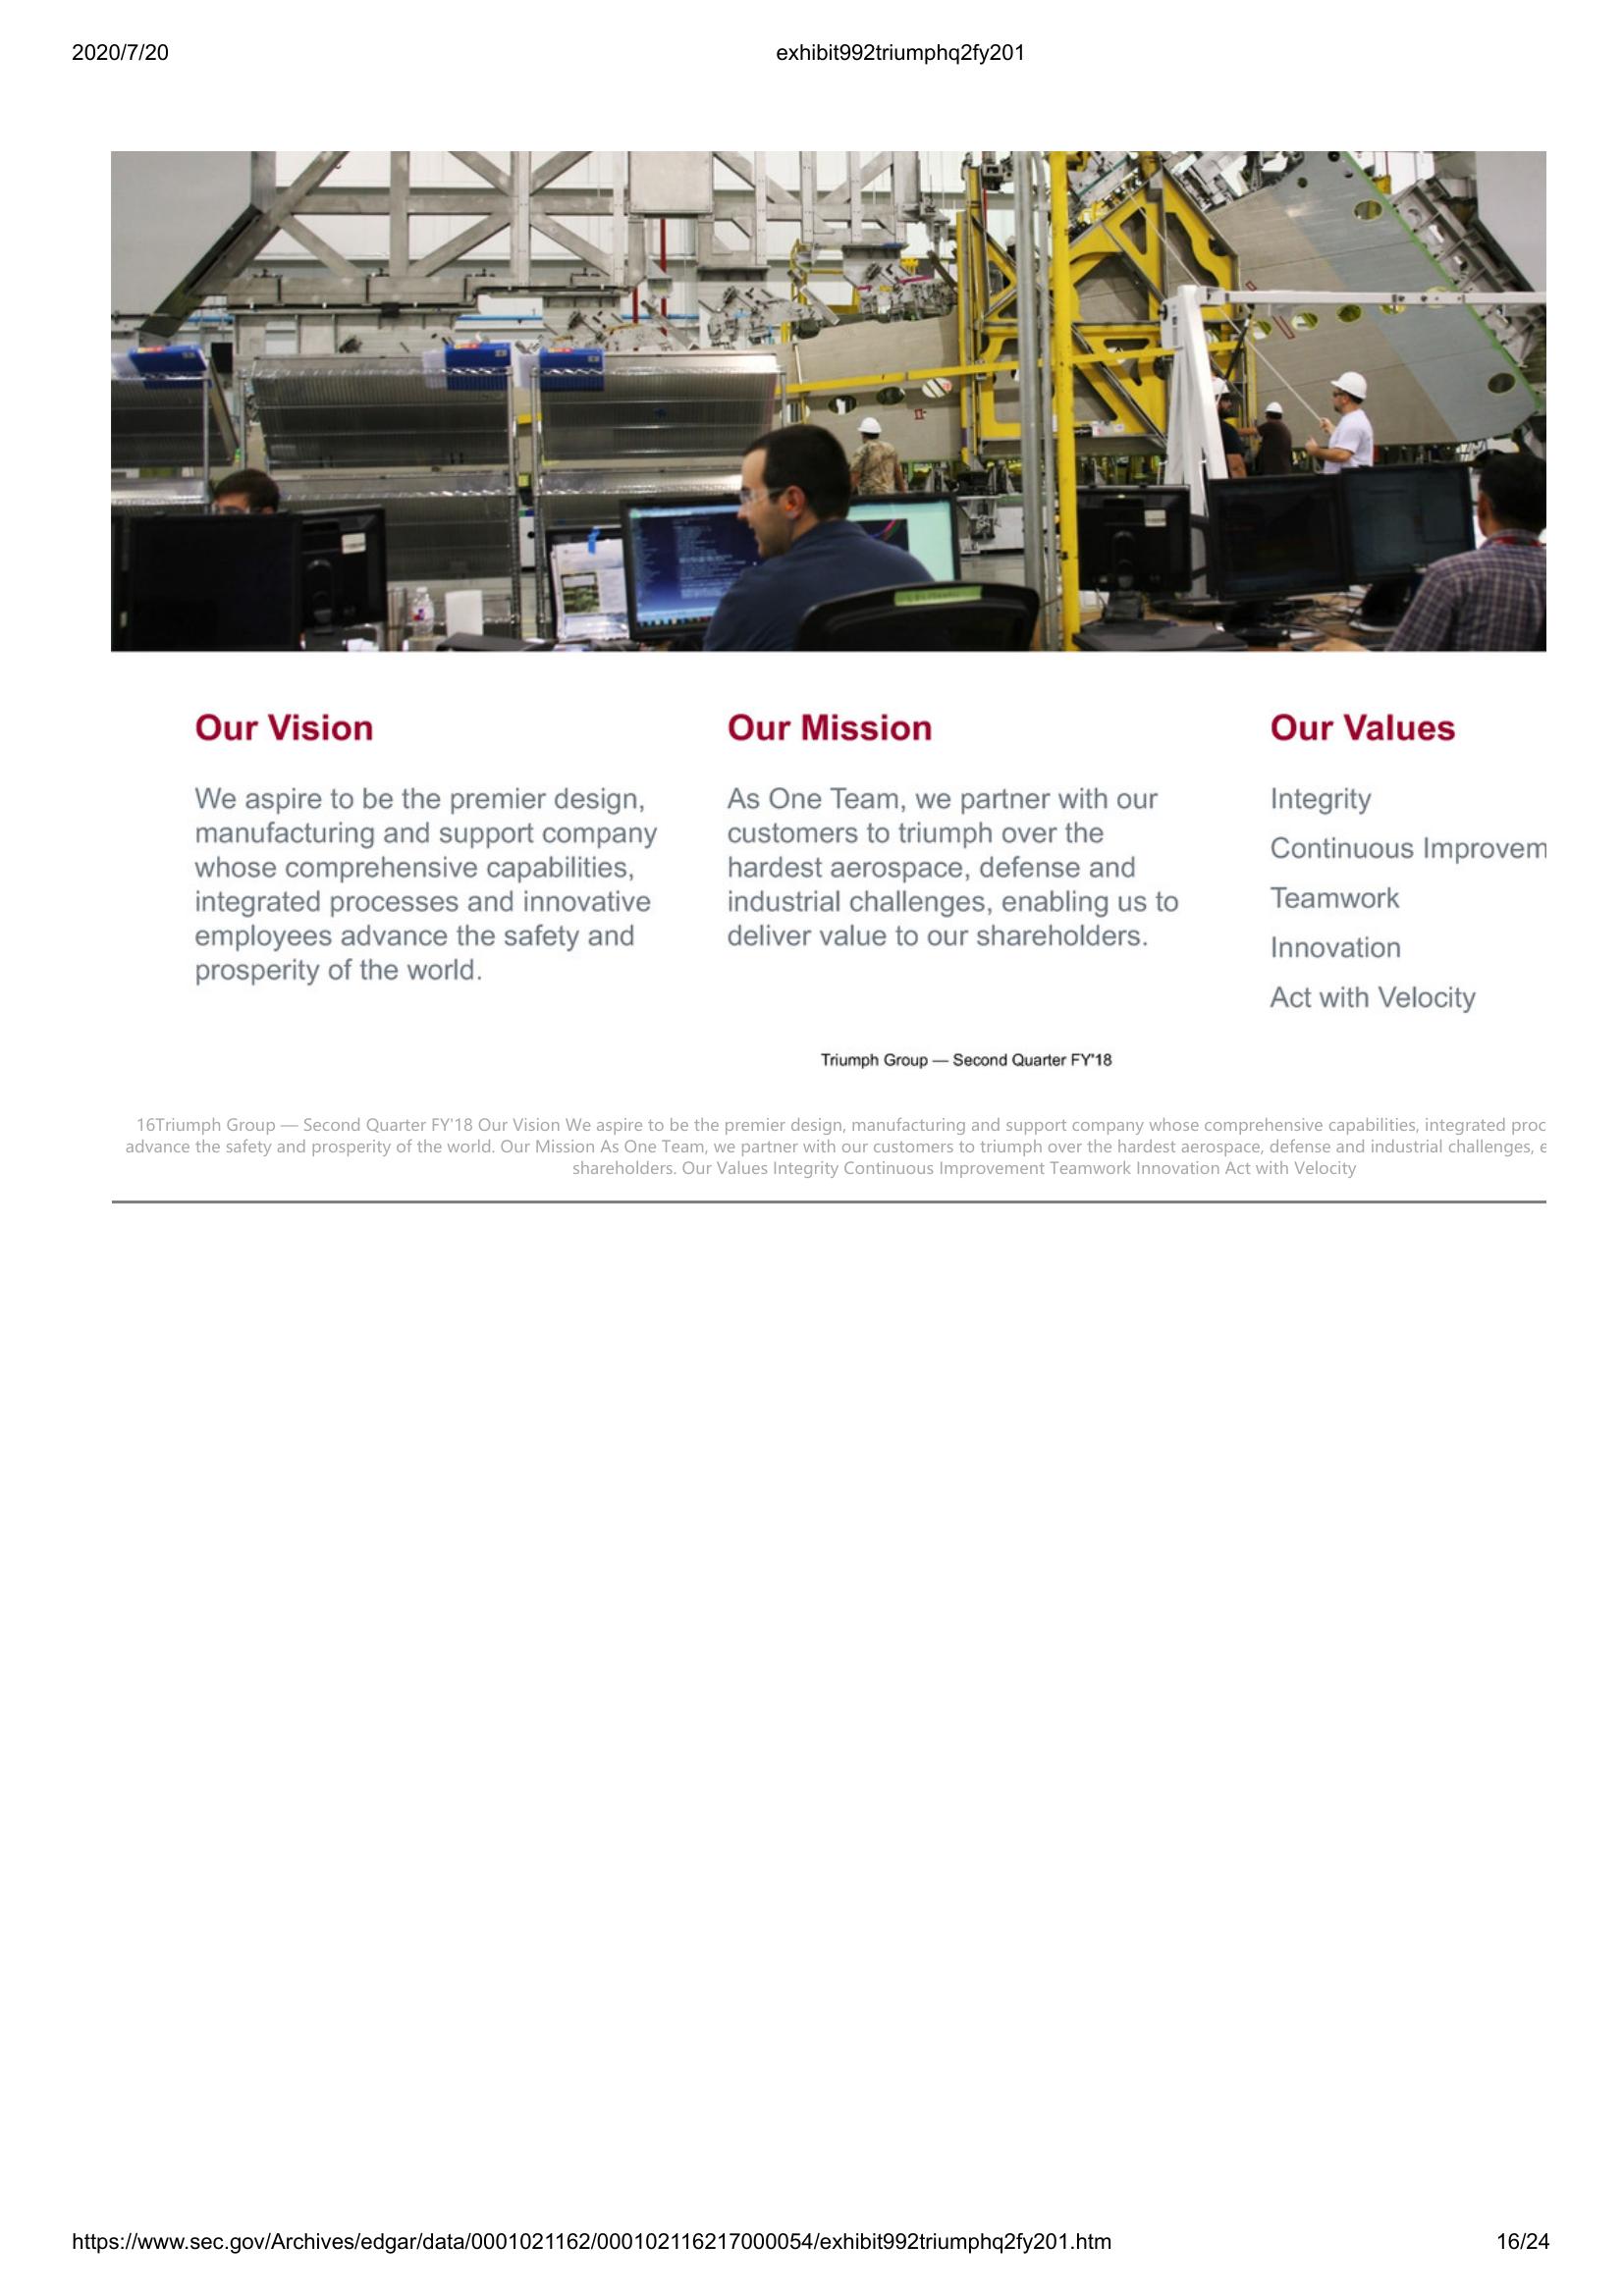 2020/7/20
exhibit992triumphq2fy201
Our Vision
We aspire to be the premier design,
manufacturing and support company
whose comprehensive capabilities,
integrated processes and innovative
employees advance the safety and
prosperity of the world.
Our Mission
As One Team, we partner with our
customers to triumph over the
hardest aerospace, defense and
industrial challenges, enabling us to
deliver value to our shareholders.
Our Values
Integrity
Continuous Improvem
Teamwork
Innovation
Act with Velocity
Triumph Group — Second Quarter FY'18
16Triumph Group — Second Quarter FY'18 Our Vision We aspire to be the premier design, manufacturing and support company whose comprehensive capabilities, integrated proc
advance the safety and prosperity of the world. Our Mission As One Team, we partner with our customers to triumph over the hardest aerospace, defense and industrial challenges, e
shareholders. Our Values Integrity Continuous Improvement Teamwork Innovation Act with Velocity
https://www.sec.gov/Archives/edgar/data/0001021162/000102116217000054/exhibit992triumphq2fy201.htm
16/24